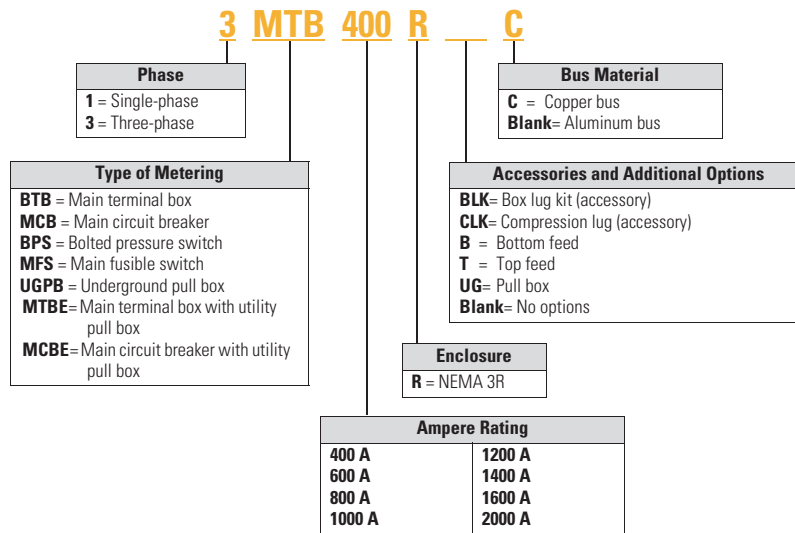 3 MTB 400 R __ C
Phase
1 = Single-phase
3 = Three-phase
Bus Material
C = Copper bus
Blank= Aluminum bus
Type of Metering
BTB = Main terminal box
MCB = Main circuit breaker
BPS = Bolted pressure switch
MFS = Main fusible switch
UGPB = Underground pull box
MTBE= Main terminal box with utility
pull box
MCBE= Main circuit breaker with utility
pull box
Accessories and Additional Options
BLK= Box lug kit (accessory)
CLK= Compression lug (accessory)
B = Bottom feed
T = Top feed
UG= Pull box
Blank= No options
Enclosure
R = NEMA 3R
Ampere Rating
400 A
600 A
800 A
1000 A
1200 A
1400 A
1600 A
2000 A